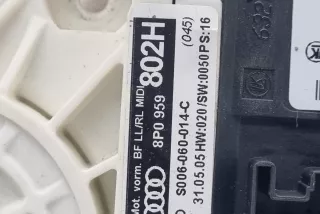 Mot. vorm. BF LL/RL MIDI
8P0 959
802H
(045)
S006-060-014-C
31.05.05 HW:020/SW:0050 PS:16